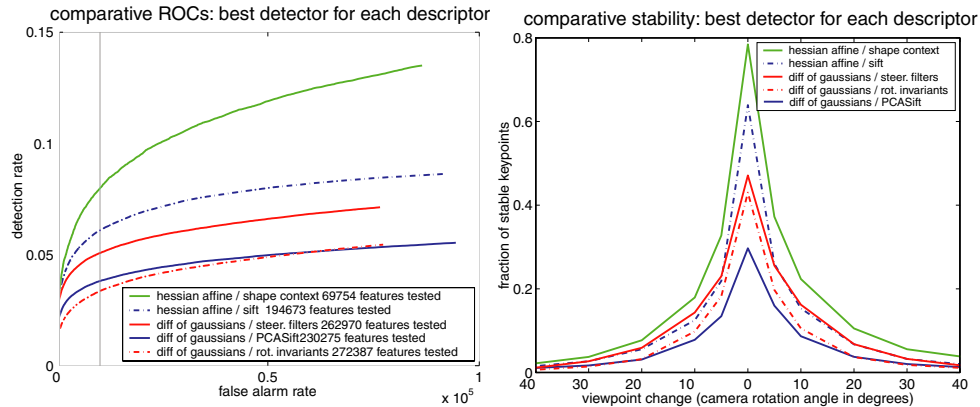 comparative ROCs: best detector for each descriptor
0.15
0.1
0.05
0
detection rate
hessian affine / shape context 69754 features tested
hessian affine / sift 194673 features tested
diff of gaussians / steer. filters 262970 features tested
diff of gaussians / PCASift230275 features tested
diff of gaussians / rot. invariants 272387 features tested
0 0.5 1
false alarm rate
x 10^5
comparative stability: best detector for each descriptor
0.8
0.6
0.4
0.2
0
fraction of stable keypoints
hessian affine / shape context
hessian affine / sift
diff of gaussians / steer. filters
diff of gaussians / rot. invariants
diff of gaussians / PCASift
40 30 20 10 0 10 20 30 40
viewpoint change (camera rotation angle in degrees)